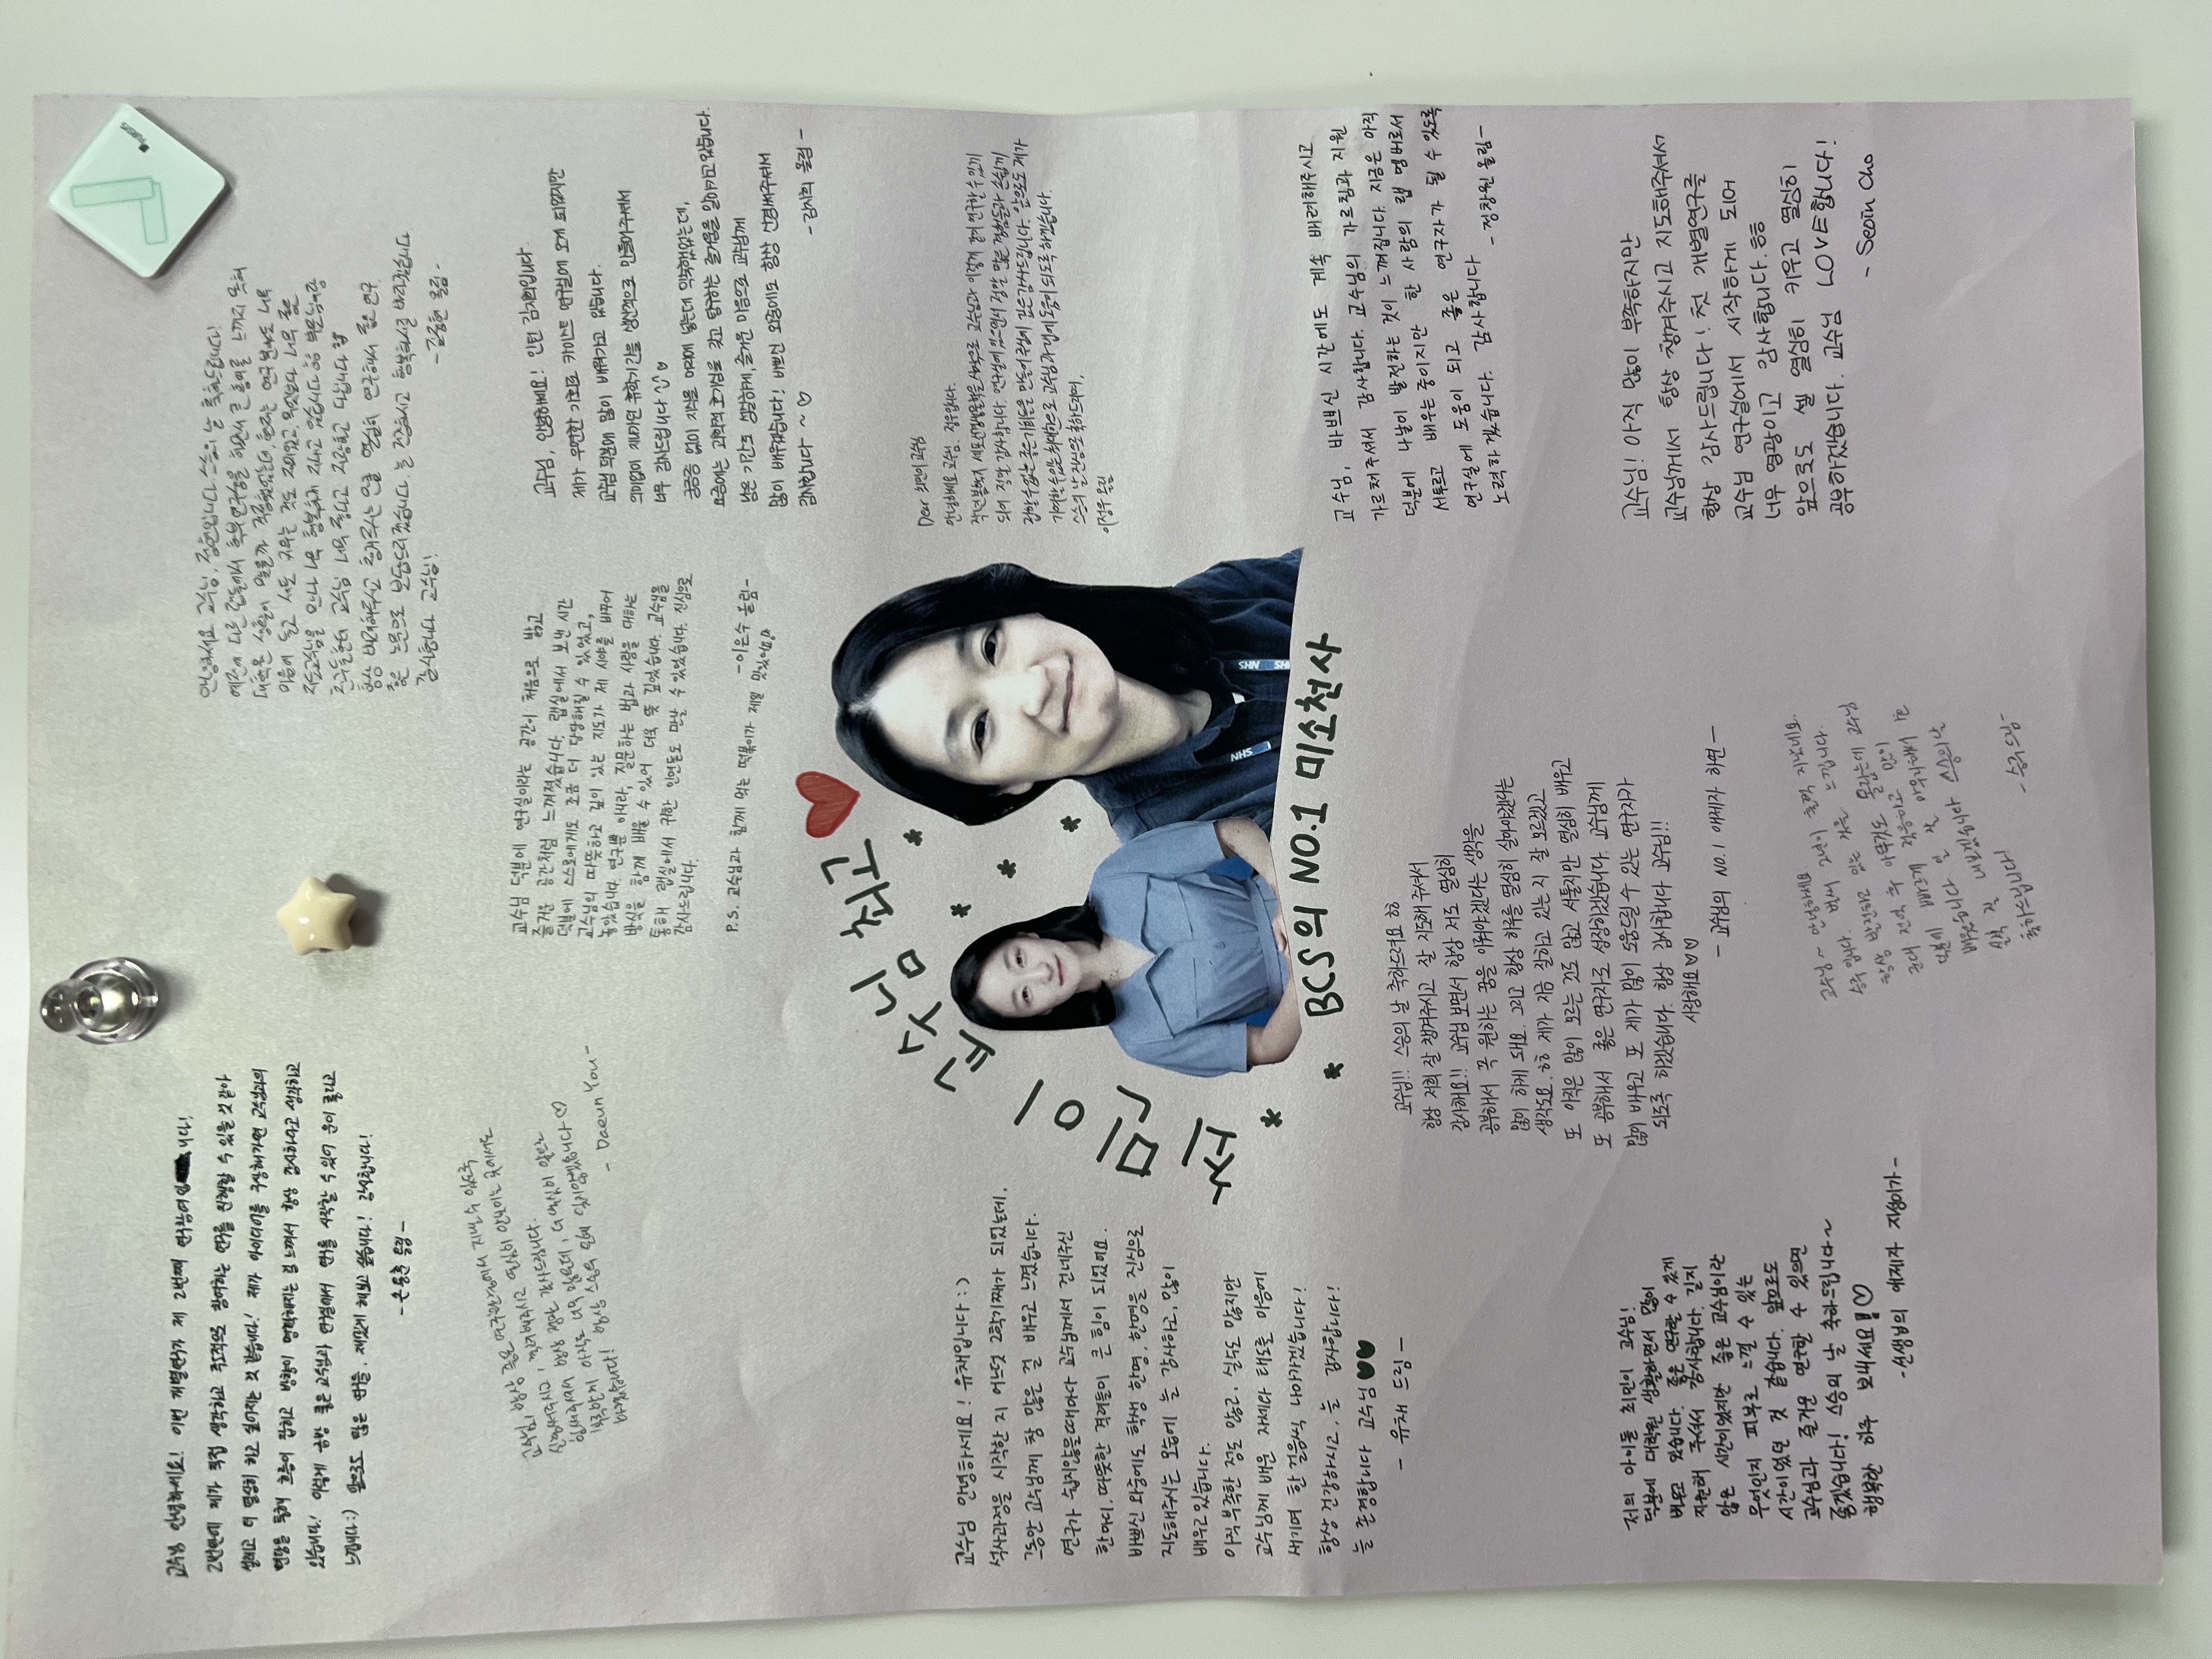 FURSYS
교수님 안녕하세요! 이번 개별연구가 제 2번째 연구참여입니다!
2번만에 제가 직접 생각하고 주도적으로 참여하는 연구를 진행할 수 있을 것 같아
설레고 더 열심히 하고 싶어지는 것 같습니다! 제가 아이디어를 구상해가면 교수님과의
면담을 통해 흐름이 잡히고 방향이 명확해지는 걸 느껴서 항상 감사하다고 생각하고
있습니다! 이렇게 금방 좋은 교수님과 연구실에서 연구를 시작할 수 있어 운이 좋다고
느낍니다:) 앞으로도 많은 연구를, 재밌게 해보고 싶습니다! 감사합니다!
-손동훈 올림-
안녕하세요 교수님, 정현입니다. 스승의 날 축하드립니다!
예전에 다른 랩들에서 학부연구생을 하면서 큰 흥미를 느끼지 못해
대학원 생활이 맞을까 걱정했었는데, 현재는 연구분야도 너무
마음에 들고 세포 키우는 것도 재미있고, 무엇보다 너무 좋은
지도교수님을 만나 너무 행복하게 지내고 있습니다 ㅎㅎ 부모님이랑
친구들한테 교수님 너무 좋다고 자랑하고 다닙니다
항상 배려해주시고 챙겨주시는 만큼 열심히 연구해서 좋은 연구,
좋은 논문으로 보답드리겠습니다. 늘 건강하시고 행복하시길 바라겠습니다
감사합니다 교수님!
-김정현 올림-
교수님, 항상 좋은 연구환경에서 지낼 수 있도록
신경써주시고, 격려해주시고 열심히 안보이는 곳에서도
힘써주셔서 항상 정말 감사드립니다.
부족한게 아직도 너무 많은데, 더 열심히 앞으로
하겠습니다! 항상 스승의 은혜 잊지않겠습니다♡
- Daeun You -
교수님 덕분에 연구실이라는 공간이 처음으로 밝고
즐거운 공간처럼 느껴졌습니다. 랩실에서 보낸 시간
덕분에 스스로에게도 조금 더 당당해질 수 있었고,
교수님의 따뜻하고 깊이 있는 지도가 제 시야를 바꾸어
놓았습니다. 연구뿐 아니라, 질문하는 법과 사람을 대하는
방식을 함께 배울 수 있어 더욱 뜻 깊었습니다. 교수님을
통해 랩실에서 귀한 인연들도 만날 수 있었습니다. 진심으로
감사드립니다.
-이은수 올림-
P.S. 교수님과 함께 먹는 떡볶이가 제일 맛있어요!
교수님, 안녕하세요! 인턴 김지희입니다.
제가 우연한 기회로 카이스트 연구실에 오게 되었지만
교수님 덕분에 많이 배워가고 있습니다.
의미없이 지나가던 휴학기간을 생산적으로 만들어주셔서
너무 감사드립니다 ^^♡
궁금증 없이 지식을 머리에 넣는데 익숙했었는데,
요즘에는 과학적 호기심을 갖고 탐구하는 즐거움을 알아가고 있습니다.
남은 기간도 성실하게, 즐거운 마음으로 교수님께
많이 배우겠습니다! 바쁘신 와중에도 항상 신경써주셔서
감사합니다 ~ ♡
-김지희 올림-
최민이 교수님 최고
Dear 최민이 교수님
안녕하세요 교수님, 정우입니다.
작년 봄학기 세포신경생물학을 시작으로 교수님과 이렇게 같이 연구할 수 있게
되어 정말 감사합니다. 연구실에 있으면서 정말 많은 경험들과 손쉽게
접할 수 없는 좋은 기회들을 만들어 주심에 깊은 감사드립니다. 앞으로도 제가
기여할 수 있는 최대한으로 교수님과 랩에 도움이 되도록 하겠습니다.
스승의 날 진심으로 축하드리며,
이정우 올림
교수님 안녕하세요! 유채입니다 :)
석사과정을 시작한 지 어느덧 2학기째가 되었는데,
그동안 교수님께 참 많은 걸 배우고 느꼈습니다.
연구가 쉽지않을때마다 교수님께서 건네주신
한마디, 따뜻한 격려들이 큰 힘이 되었어요.
바쁘신 와중에도 학생 한명, 한명을 진심으로
지도해주시는 모습에 늘 감사하고, 많이
배우고 있습니다.
아직 부족한 점도 많고, 실수도 많지만
교수님께 배운 자세와 태도를 마음에
새기며 한 걸음씩 나아가겠습니다!
항상 건강하시고, 늘 감사합니다!
늘 존경합니다 교수님♥♥
- 유채 드림 -
NHS
NHS
BCS의 NO.1 미소천사
교수님, 바쁘신 시간에도 계속 배려해주시고
가르쳐주셔서 감사합니다. 교수님의 가르침과 지원
덕분에 나날이 발전하는 것이 느껴집니다. 지금은 아직
서투르고 배우는 중이지만 한 사람의 랩 멤버로서
연구실에 도움이 되고 좋은 연구자가 될 수 있도록
노력하겠습니다. 감사합니다
-정창원 올림-
교수님!! 스승의 날 축하드려요 ㅎㅎ
항상 저희 잘 챙겨주시고 잘 지도해 주셔서
감사해요!! 교수님 보면서 항상 저도 열심히
공부해서 꼭 원하는 꿈을 이뤄야겠다는 생각을
많이 하게 돼요. 그리고 항상 하루를 열심히 살아야겠다는
생각도요. ㅎㅎ 제가 지금 잘하고 있는 지 잘 모르겠고
또 아직은 많이 모르는 것도 많고 서툴지만 열심히 배우고
또 공부해서 좋은 연구자로 성장하겠습니다. 교수님께
많이 배우고 또 제가 많이 도움드릴 수 있는 연구자가
되도록 하겠습니다. 항상 감사합니다 교수님!!
사랑해요♡♡
- 교수님의 NO.1 애제자 하연 -
저의 아이돌 최민이 교수님!
덕분에 대학원 생활하면서 많이
배우고 있습니다. 좋은 연구할 수 있게
지원해 주셔서 감사합니다. 길지
않은 시간이었지만 좋은 교수님이란
무엇인지 피부로 느낄 수 있는
시간이었던 것 같습니다. 앞으로도
교수님과 즐거운 연구할 수 있으면
좋겠습니다! 스승의 날 축하드립니다~
행복한 하루 보내세요!♡
-선생님의 애제자 지성이가-
교수님! 아직 많이 부족하지만
교수님께서 항상 챙겨주시고 지도해주셔서
항상 감사드립니다! 첫 개별연구를
교수님 연구실에서 시작하게 되어
너무 영광이고 감사합니다.ㅎㅎ
앞으로도 셀 열심히 키우고 열심히
공부하겠습니다. 교수님 LOVE합니다!
- Seoin Cho
교수님~ 안녕하세요
승주입니다. 벌써 2년이 훌쩍 지났네요.
항상 발전하고 있는 것을 느낍니다.
군대 전역 후 아무것도 몰랐는데 교수님
덕분에 빠르게 적응하고 많이
배웠습니다. 일 잘 마무리해서
실적 잘 내보겠습니다 스승의날
축하드립니다!
-승주드림-